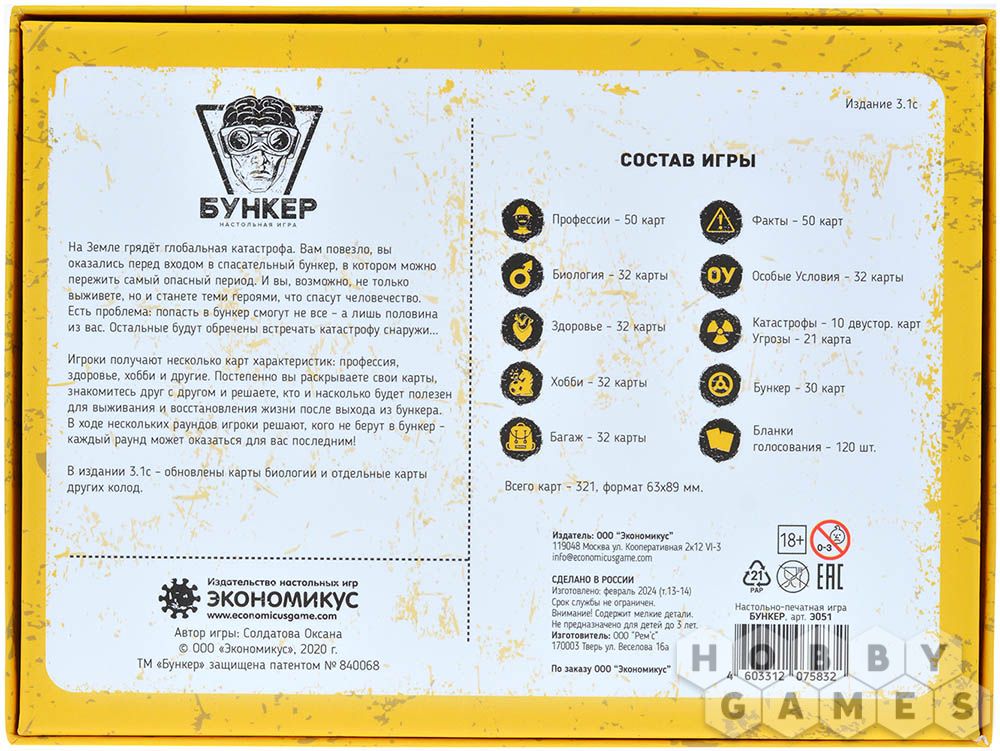 Издание 3.1с
БУНКЕР
НАСТОЛЬНАЯ ИГРА
На Земле грядёт глобальная катастрофа. Вам повезло, вы
оказались перед входом в спасательный бункер, в котором можно
пережить самый опасный период. И вы, возможно, не только
выживете, но и станете теми героями, что спасут человечество.
Есть проблема: попасть в бункер смогут не все – а лишь половина
из вас. Остальные будут обречены встречать катастрофу снаружи...
Игроки получают несколько карт характеристик: профессия,
здоровье, хобби и другие. Постепенно вы раскрываете свои карты,
знакомитесь друг с другом и решаете, кто и насколько будет полезен
для выживания и восстановления жизни после выхода из бункера.
В ходе нескольких раундов игроки решают, кого не берут в бункер –
каждый раунд может оказаться для вас последним!
В издании 3.1с – обновлены карты биологии и отдельные карты
других колод.
Издательство настольных игр
ЭКОНОМИКУС
www.economicusgame.com
Автор игры: Солдатова Оксана
© ООО «Экономикус», 2020 г.
ТМ «Бункер» защищена патентом № 840068
СОСТАВ ИГРЫ
Профессии – 50 карт
Биология – 32 карты
Здоровье – 32 карты
Хобби – 32 карты
Багаж – 32 карты
Факты – 50 карт
ОУ
Особые Условия – 32 карты
Катастрофы – 10 двустор. карт
Угрозы – 21 карта
Бункер – 30 карт
Бланки
голосования – 120 шт.
Всего карт – 321, формат 63х89 мм.
Издатель: ООО "Экономикус"
119048 Москва ул. Кооперативная 2к12 VI-3
info@economicusgame.com
СДЕЛАНО В РОССИИ
Изготовлено: февраль 2024 (т.13-14)
Срок службы не ограничен.
Внимание! Содержит мелкие детали.
Не предназначено для детей до 3 лет.
Изготовитель: ООО "Рем'с"
170003 Тверь ул. Веселова 16а
По заказу ООО "Экономикус"
18+
0-3
21
PAP
EAC
Настольно-печатная игра
БУНКЕР, арт. Э051
4 603312 075832
HOBBY
GAMES